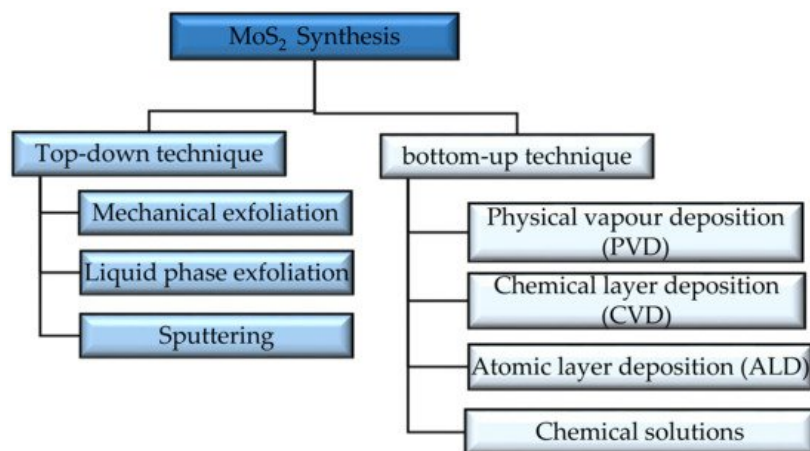 MoS₂ Synthesis
Top-down technique
Mechanical exfoliation
Liquid phase exfoliation
Sputtering
bottom-up technique
Physical vapour deposition
(PVD)
Chemical layer deposition
(CVD)
Atomic layer deposition (ALD)
Chemical solutions